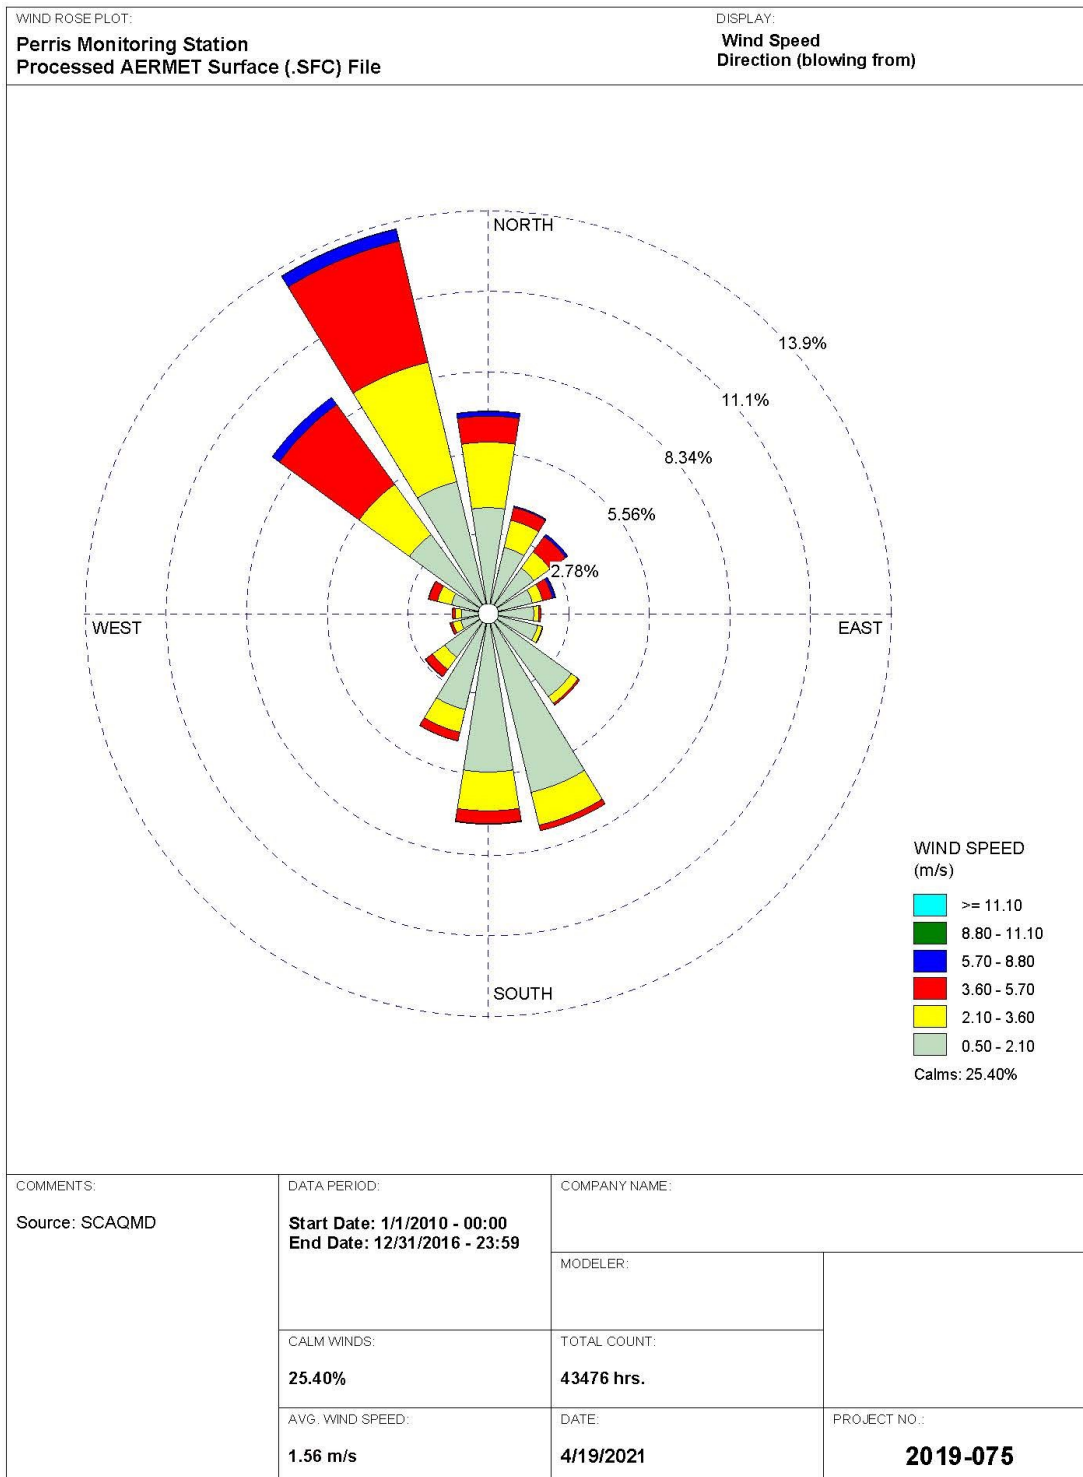 WIND ROSE PLOT:
Perris Monitoring Station
Processed AERMET Surface (.SFC) File
DISPLAY:
Wind Speed
Direction (blowing from)
NORTH
13.9%
11.1%
8.34%
5.56%
2.78%
WEST
EAST
SOUTH
WIND SPEED
(m/s)
>= 11.10
8.80 - 11.10
5.70 - 8.80
3.60 - 5.70
2.10 - 3.60
0.50 - 2.10
Calms: 25.40%
COMMENTS:
Source: SCAQMD
DATA PERIOD:
Start Date: 1/1/2010 - 00:00
End Date: 12/31/2016 - 23:59
COMPANY NAME:
MODELER:
CALM WINDS:
25.40%
TOTAL COUNT:
43476 hrs.
AVG. WIND SPEED:
1.56 m/s
DATE:
4/19/2021
PROJECT NO.:
2019-075